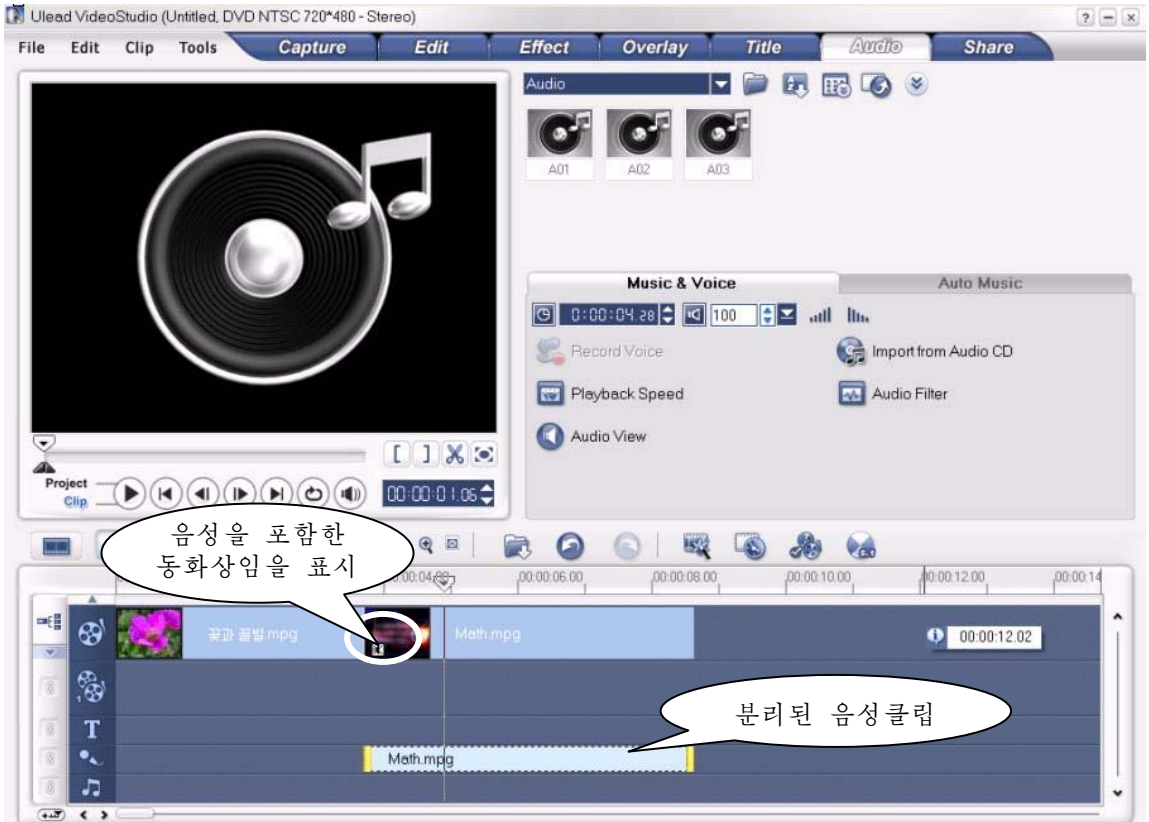 Ulead VideoStudio (Untitled, DVD NTSC 720*480 - Stereo)
File Edit Clip Tools Capture Edit Effect Overlay Title Audio Share
Audio
A01 A02 A03
Music & Voice Auto Music
0:00:04.28 100
Record Voice Import from Audio CD
Playback Speed Audio Filter
Audio View
Project
Clip
00:00:01.06
음성을 포함한
동화상임을 표시
00:00:06.00 00:00:08.00 00:00:10.00 00:00:12.00 00:00:14
꽃과 꿀벌.mpg Math.mpg
00:00:12.02
분리된 음성클립
T
Math.mpg